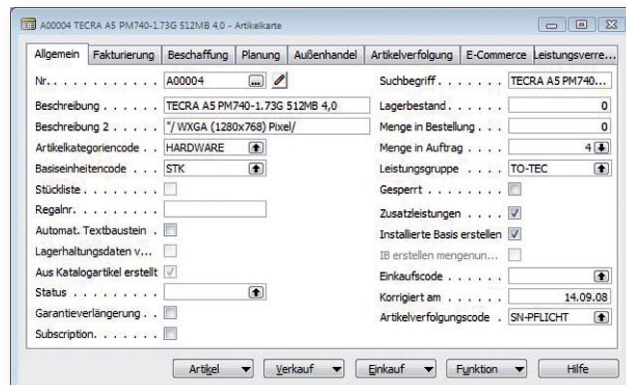 A00004 TECRA A5 PM740-1.73G 512MB 4,0 - Artikelkarte
Allgemein Fakturierung Beschaffung Planung Außenhandel Artikelverfolgung E-Commerce Leistungsverre...
Nr. . . . . . . . . . . A00004 ...
Beschreibung . . . . . . TECRA A5 PM740-1.73G 512MB 4,0
Beschreibung 2 . . . . . "/ WXGA (1280x768) Pixel/
Artikelkategoriencode . . HARDWARE
Basiseinheitencode . . . STK
Stückliste . . . . . . . .
Regalnr. . . . . . . . .
Automat. Textbaustein .
Lagerhaltungsdaten v...
Aus Katalogartikel erstellt
Status . . . . . . . . .
Garantieverlängerung . .
Subscription. . . . . . .
Suchbegriff . . . . . . . TECRA A5 PM740...
Lagerbestand . . . . . . 0
Menge in Bestellung . . . 0
Menge in Auftrag . . . . 4
Leistungsgruppe . . . . TO-TEC
Gesperrt . . . . . . . .
Zusatzleistungen . . . .
Installierte Basis erstellen
IB erstellen mengenun...
Einkaufscode . . . . . .
Korrigiert am . . . . . . 14.09.08
Artikelverfolgungscode . SN-PFLICHT
Artikel Verkauf Einkauf Funktion Hilfe